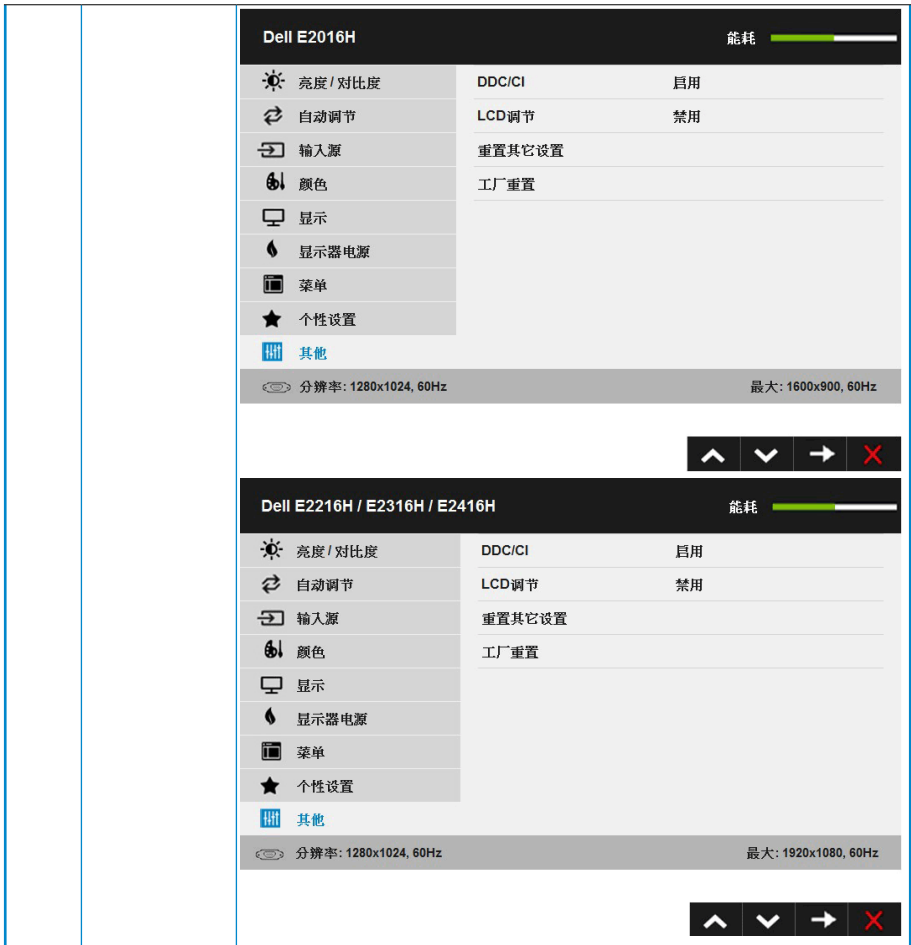 Dell E2016H 能耗
亮度 / 对比度 DDC/CI 启用
自动调节 LCD调节 禁用
输入源 重置其它设置
颜色 工厂重置
显示
显示器电源
菜单
个性设置
其他
分辨率: 1280x1024, 60Hz 最大: 1600x900, 60Hz
Dell E2216H / E2316H / E2416H 能耗
亮度 / 对比度 DDC/CI 启用
自动调节 LCD调节 禁用
输入源 重置其它设置
颜色 工厂重置
显示
显示器电源
菜单
个性设置
其他
分辨率: 1280x1024, 60Hz 最大: 1920x1080, 60Hz